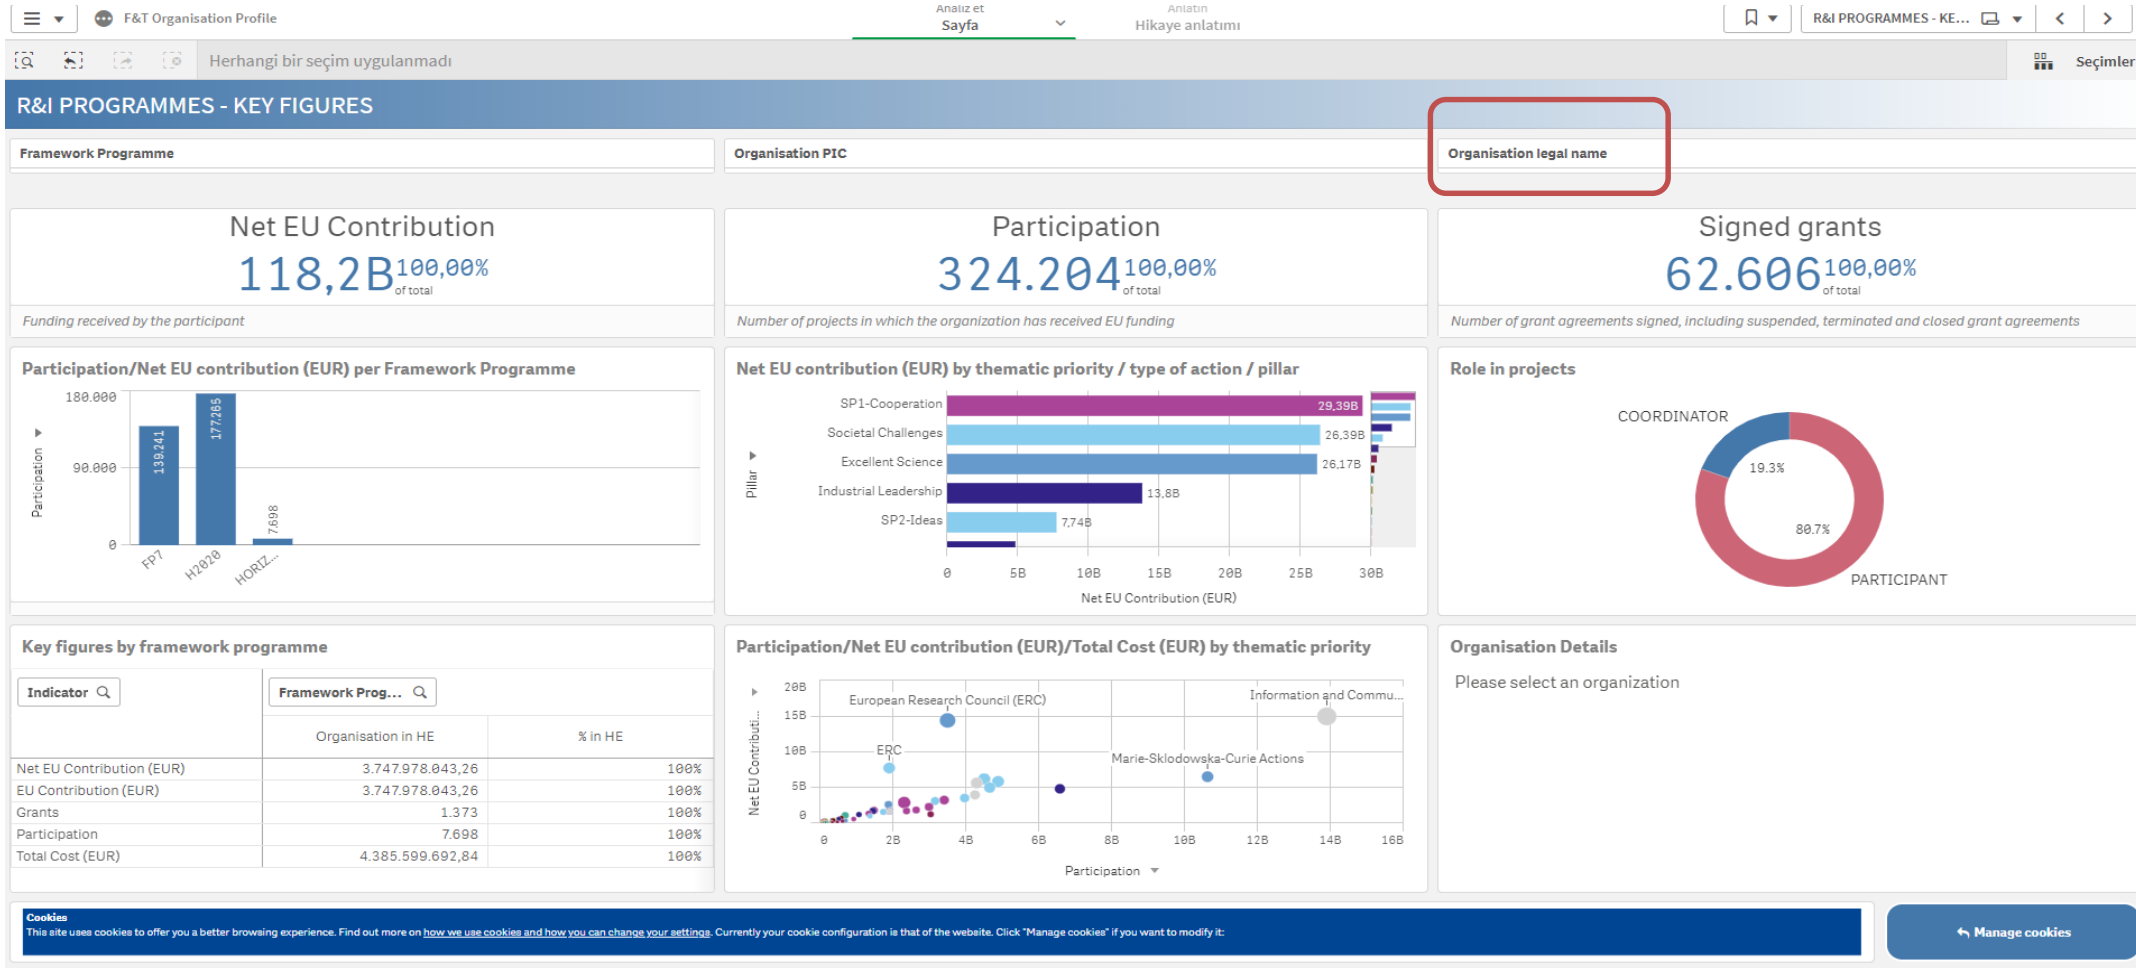 F&T Organisation Profile
Analiz et
Sayfa
Anlatın
Hikaye anlatımı
R&I PROGRAMMES - KE...
Herhangi bir seçim uygulanmadı
Seçimler
R&I PROGRAMMES - KEY FIGURES
Framework Programme
Organisation PIC
Organisation legal name
Net EU Contribution
118,2B 100,00%
of total
Funding received by the participant
Participation
324.204 100,00%
of total
Number of projects in which the organization has received EU funding
Signed grants
62.606 100,00%
of total
Number of grant agreements signed, including suspended, terminated and closed grant agreements
Participation/Net EU contribution (EUR) per Framework Programme
Participation
180.000
90.000
0
139.241
177.265
7.698
FP7
H2020
HORIZ...
Net EU contribution (EUR) by thematic priority / type of action / pillar
Pillar
SP1-Cooperation 29,39B
Societal Challenges 26,39B
Excellent Science 26,17B
Industrial Leadership 13,8B
SP2-Ideas 7,74B
0 5B 10B 15B 20B 25B 30B
Net EU Contribution (EUR)
Role in projects
COORDINATOR
19.3%
80.7%
PARTICIPANT
Key figures by framework programme
Indicator
Framework Prog...
Organisation in HE % in HE
Net EU Contribution (EUR) 3.747.978.043,26 100%
EU Contribution (EUR) 3.747.978.043,26 100%
Grants 1.373 100%
Participation 7.698 100%
Total Cost (EUR) 4.385.599.692,84 100%
Participation/Net EU contribution (EUR)/Total Cost (EUR) by thematic priority
Net EU Contributi...
20B
15B
10B
5B
0
European Research Council (ERC)
Information and Commu...
ERC
Marie-Sklodowska-Curie Actions
0 2B 4B 6B 8B 10B 12B 14B 16B
Participation
Organisation Details
Please select an organization
Cookies
This site uses cookies to offer you a better browsing experience. Find out more on how we use cookies and how you can change your settings. Currently your cookie configuration is that of the website. Click "Manage cookies" if you want to modify it:
Manage cookies